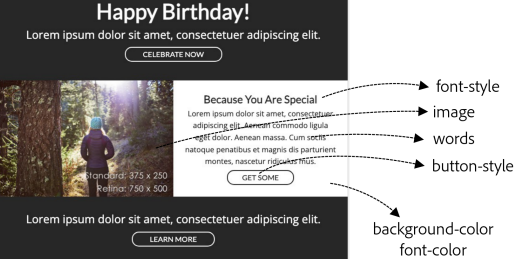 Happy Birthday!
Lorem ipsum dolor sit amet, consectetuer adipiscing elit.
CELEBRATE NOW
Because You Are Special
Lorem ipsum dolor sit amet, consectetuer
adipiscing elit. Aenean commodo ligula
eget dolor. Aenean massa. Cum sociis
natoque penatibus et magnis dis parturient
montes, nascetur ridiculus mus.
GET SOME
Standard: 375 x 250
Retina: 750 x 500
Lorem ipsum dolor sit amet, consectetuer adipiscing elit.
LEARN MORE
font-style
image
words
button-style
background-color
font-color